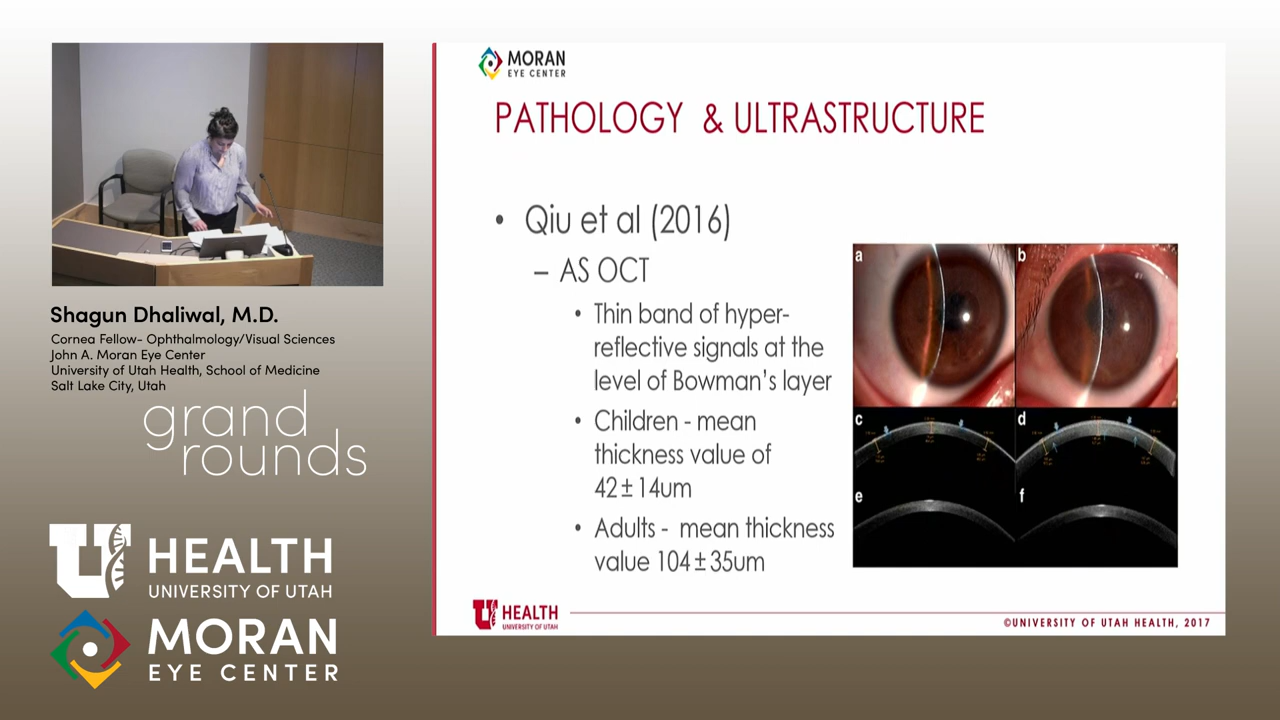 MORAN
EYE CENTER
PATHOLOGY & ULTRASTRUCTURE
• Qiu et al (2016)
– AS OCT
• Thin band of hyper-
reflective signals at the
level of Bowman's layer
• Children - mean
thickness value of
42±14um
• Adults - mean thickness
value 104±35um
a
b
c
d
e
f
U HEALTH
UNIVERSITY OF UTAH
©UNIVERSITY OF UTAH HEALTH, 2017
Shagun Dhaliwal, M.D.
Cornea Fellow- Ophthalmology/Visual Sciences
John A. Moran Eye Center
University of Utah Health, School of Medicine
Salt Lake City, Utah
grand
rounds
U HEALTH
UNIVERSITY OF UTAH
MORAN
EYE CENTER